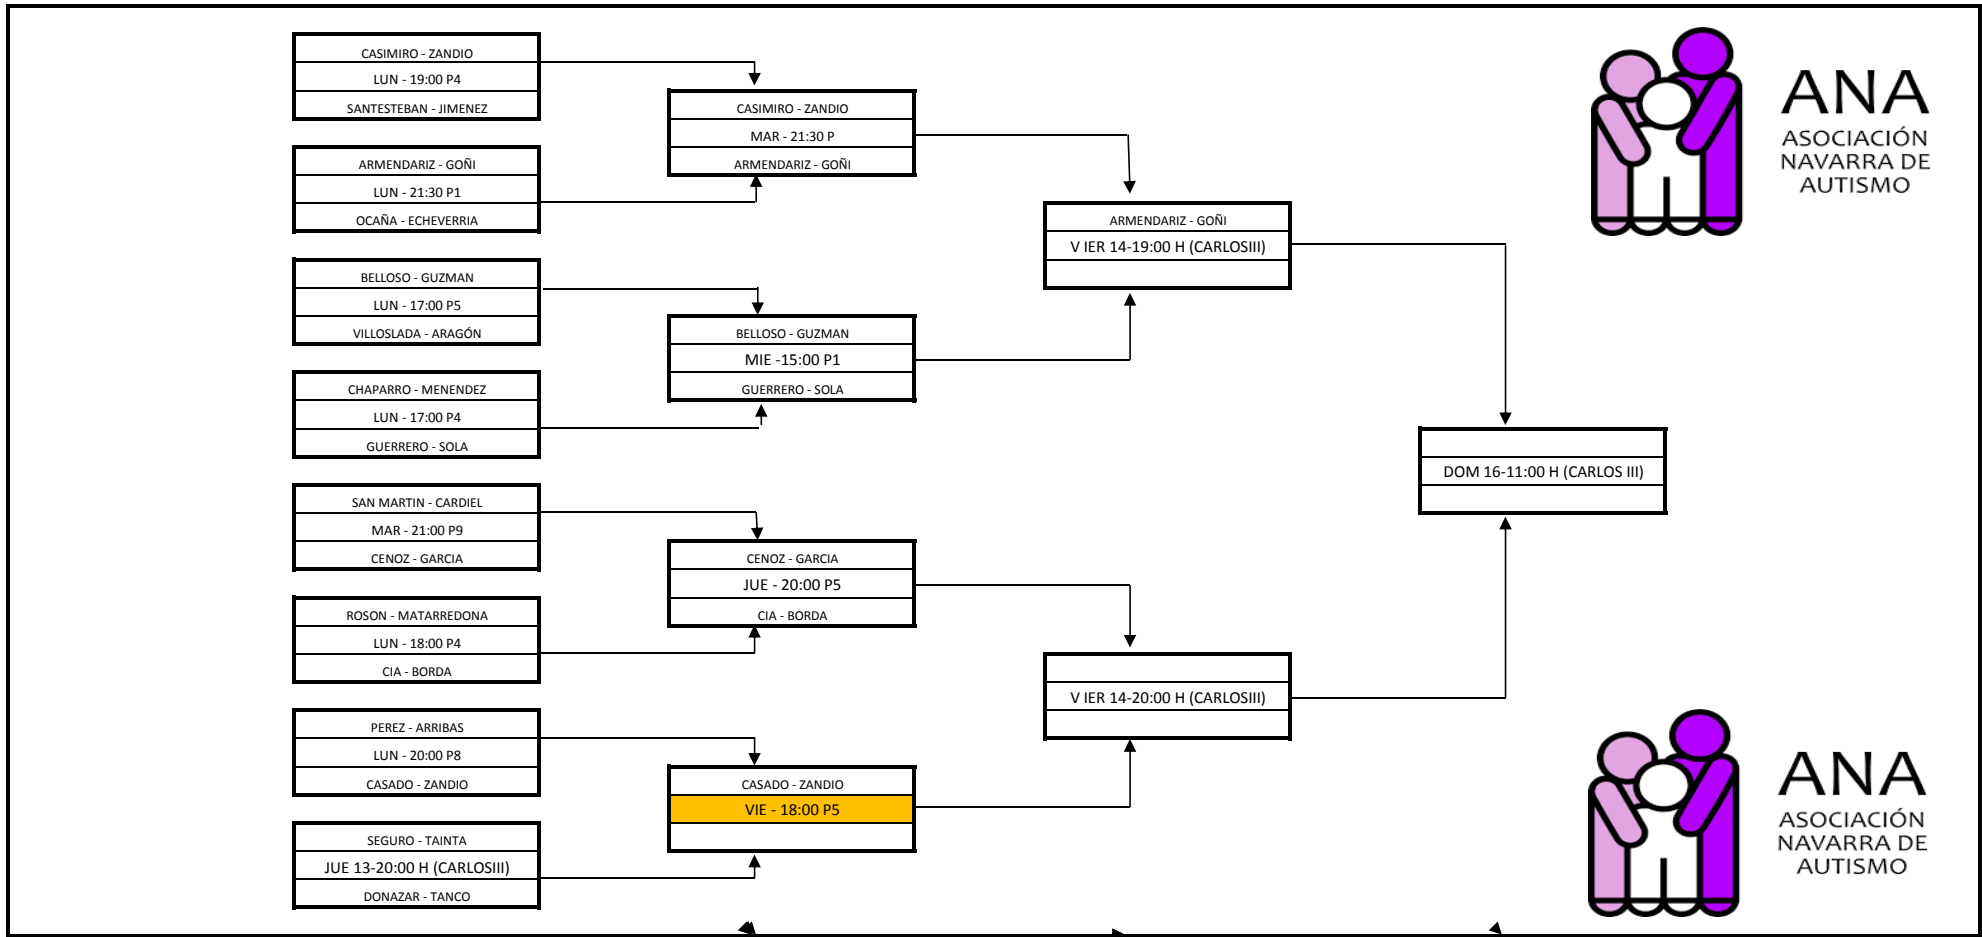 CASIMIRO - ZANDIO
LUN - 19:00 P4
SANTESTEBAN - JIMENEZ
ARMENDARIZ - GOÑI
LUN - 21:30 P1
OCAÑA - ECHEVERRIA
BELLOSO - GUZMAN
LUN - 17:00 P5
VILLOSLADA - ARAGÓN
CHAPARRO - MENENDEZ
LUN - 17:00 P4
GUERRERO - SOLA
SAN MARTIN - CARDIEL
MAR - 21:00 P9
CENOZ - GARCIA
ROSON - MATARREDONA
LUN - 18:00 P4
CIA - BORDA
PEREZ - ARRIBAS
LUN - 20:00 P8
CASADO - ZANDIO
SEGURO - TAINTA
JUE 13-20:00 H (CARLOSIII)
DONAZAR - TANCO
CASIMIRO - ZANDIO
MAR - 21:30 P
ARMENDARIZ - GOÑI
BELLOSO - GUZMAN
MIE -15:00 P1
GUERRERO - SOLA
CENOZ - GARCIA
JUE - 20:00 P5
CIA - BORDA
CASADO - ZANDIO
VIE - 18:00 P5
ARMENDARIZ - GOÑI
V IER 14-19:00 H (CARLOSIII)
V IER 14-20:00 H (CARLOSIII)
DOM 16-11:00 H (CARLOS III)
ANA
ASOCIACIÓN
NAVARRA DE
AUTISMO
ANA
ASOCIACIÓN
NAVARRA DE
AUTISMO